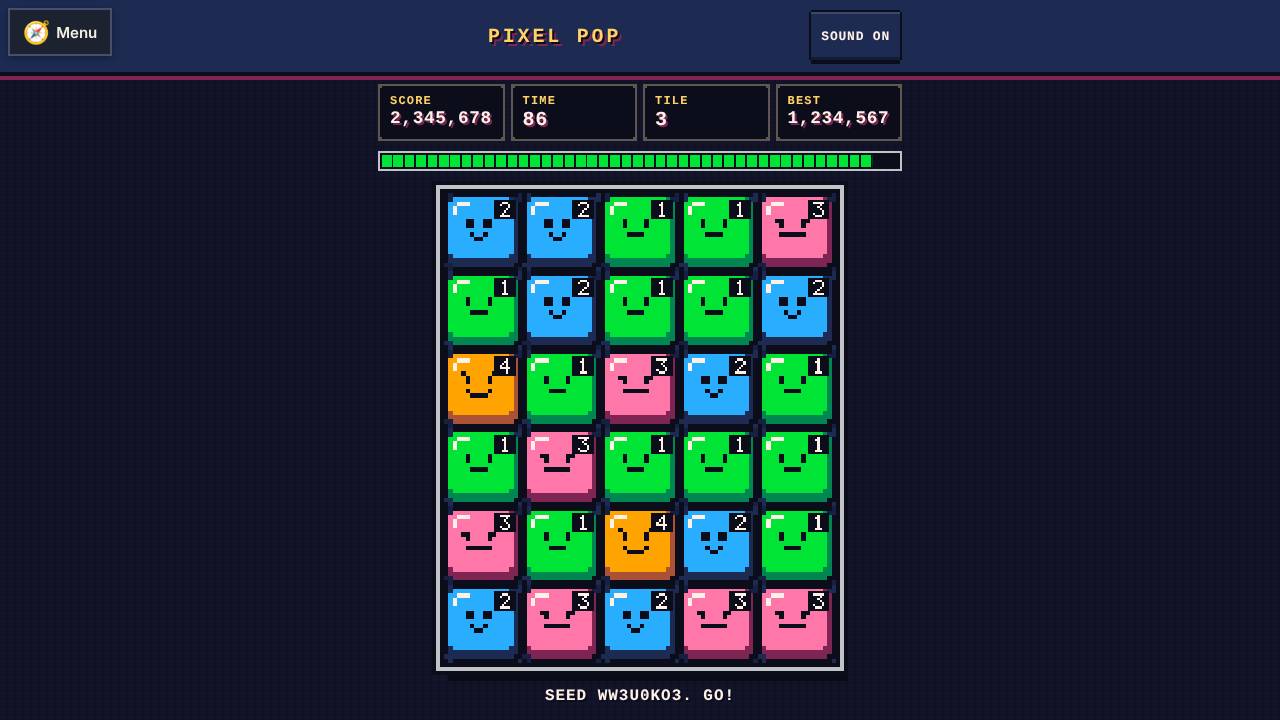 🧭 Menu
PIXEL POP
SOUND ON
SCORE
2,345,678
TIME
86
TILE
3
BEST
1,234,567
2 2 1 1 3
1 2 1 1 2
4 1 3 2 1
1 3 1 1 1
3 1 4 2 1
2 3 2 3 3
SEED WW3U0KO3. GO!